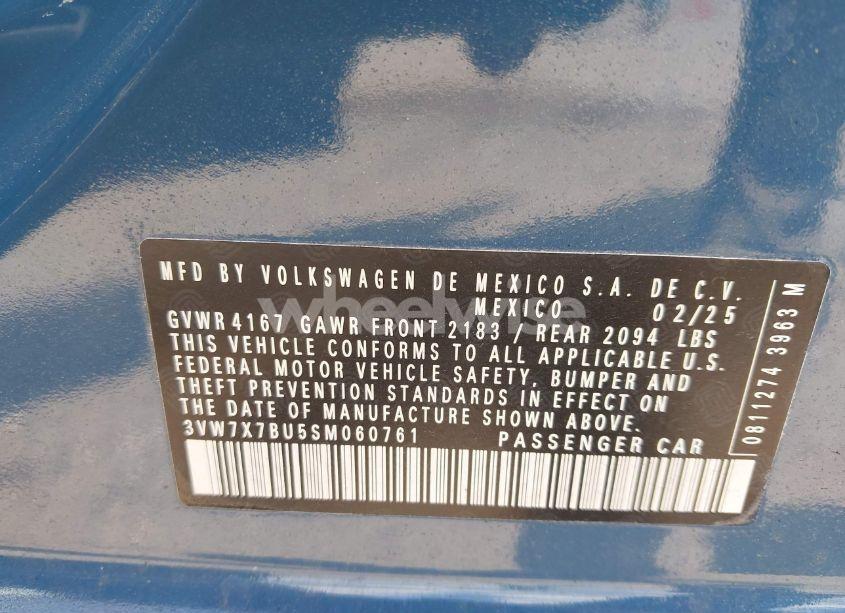 MFD BY VOLKSWAGEN DE MEXICO S.A. DE C.V.
MEXICO 02/25
GVWR 4167 GAWR FRONT 2183 / REAR 2094 LBS
THIS VEHICLE CONFORMS TO ALL APPLICABLE U.S.
FEDERAL MOTOR VEHICLE SAFETY, BUMPER AND
THEFT PREVENTION STANDARDS IN EFFECT ON
THE DATE OF MANUFACTURE SHOWN ABOVE.
3VW7X7BU5SM060761 PASSENGER CAR
0811274 3963 M
wheelwise